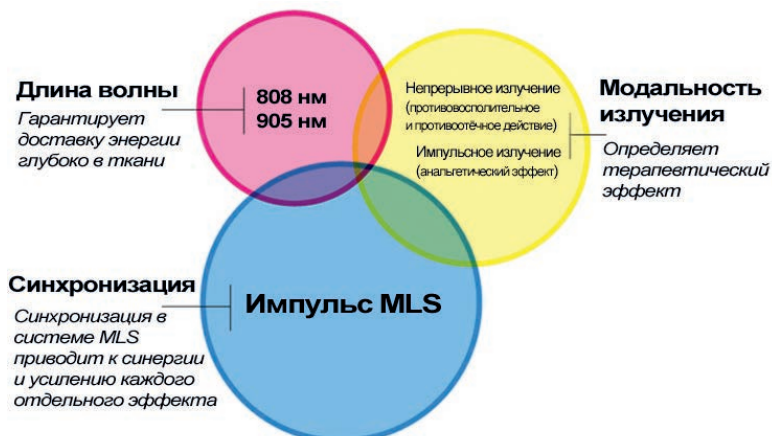 Длина волны
Гарантирует
доставку энергии
глубоко в ткани
808 нм
905 нм
Непрерывное излучение
(противовосполительное
и противоотёчное действие)
Импульсное излучение
(анальгетический эффект)
Модальность
излучения
Определяет
терапевтический
эффект
Синхронизация
Синхронизация в
системе MLS
приводит к синергии
и усилению каждого
отдельного эффекта
Импульс MLS